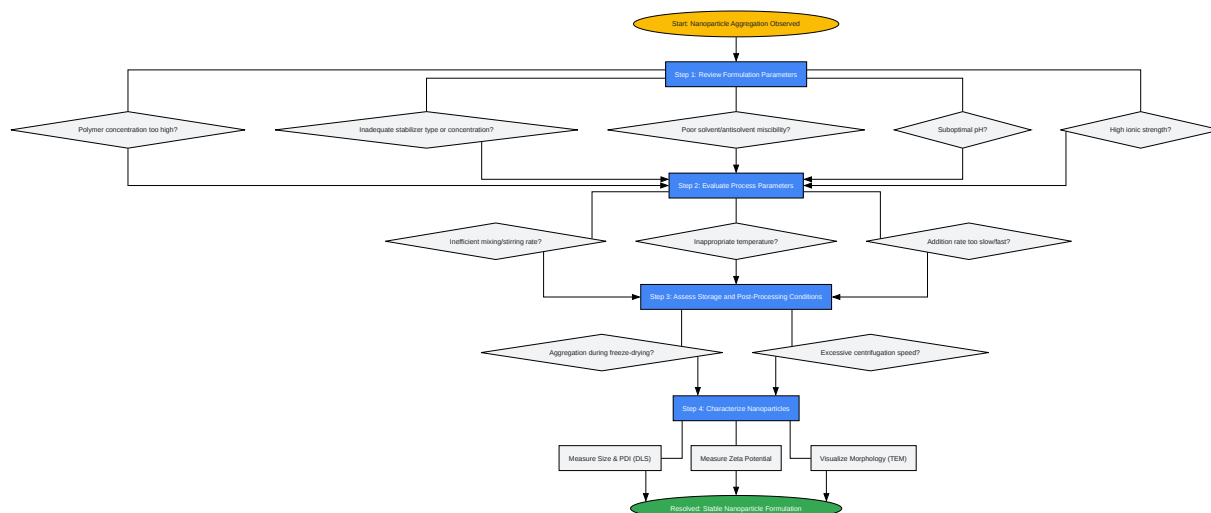 Start: Nanoparticle Aggregation Observed
Step 1: Review Formulation Parameters
Polymer concentration too high?
Inadequate stabilizer type or concentration?
Poor solvent/antisolvent miscibility?
Suboptimal pH?
High ionic strength?
Step 2: Evaluate Process Parameters
Inefficient mixing/stirring rate?
Inappropriate temperature?
Addition rate too slow/fast?
Step 3: Assess Storage and Post-Processing Conditions
Aggregation during freeze-drying?
Excessive centrifugation speed?
Step 4: Characterize Nanoparticles
Measure Size & PDI (DLS)
Measure Zeta Potential
Visualize Morphology (TEM)
Resolved: Stable Nanoparticle Formulation